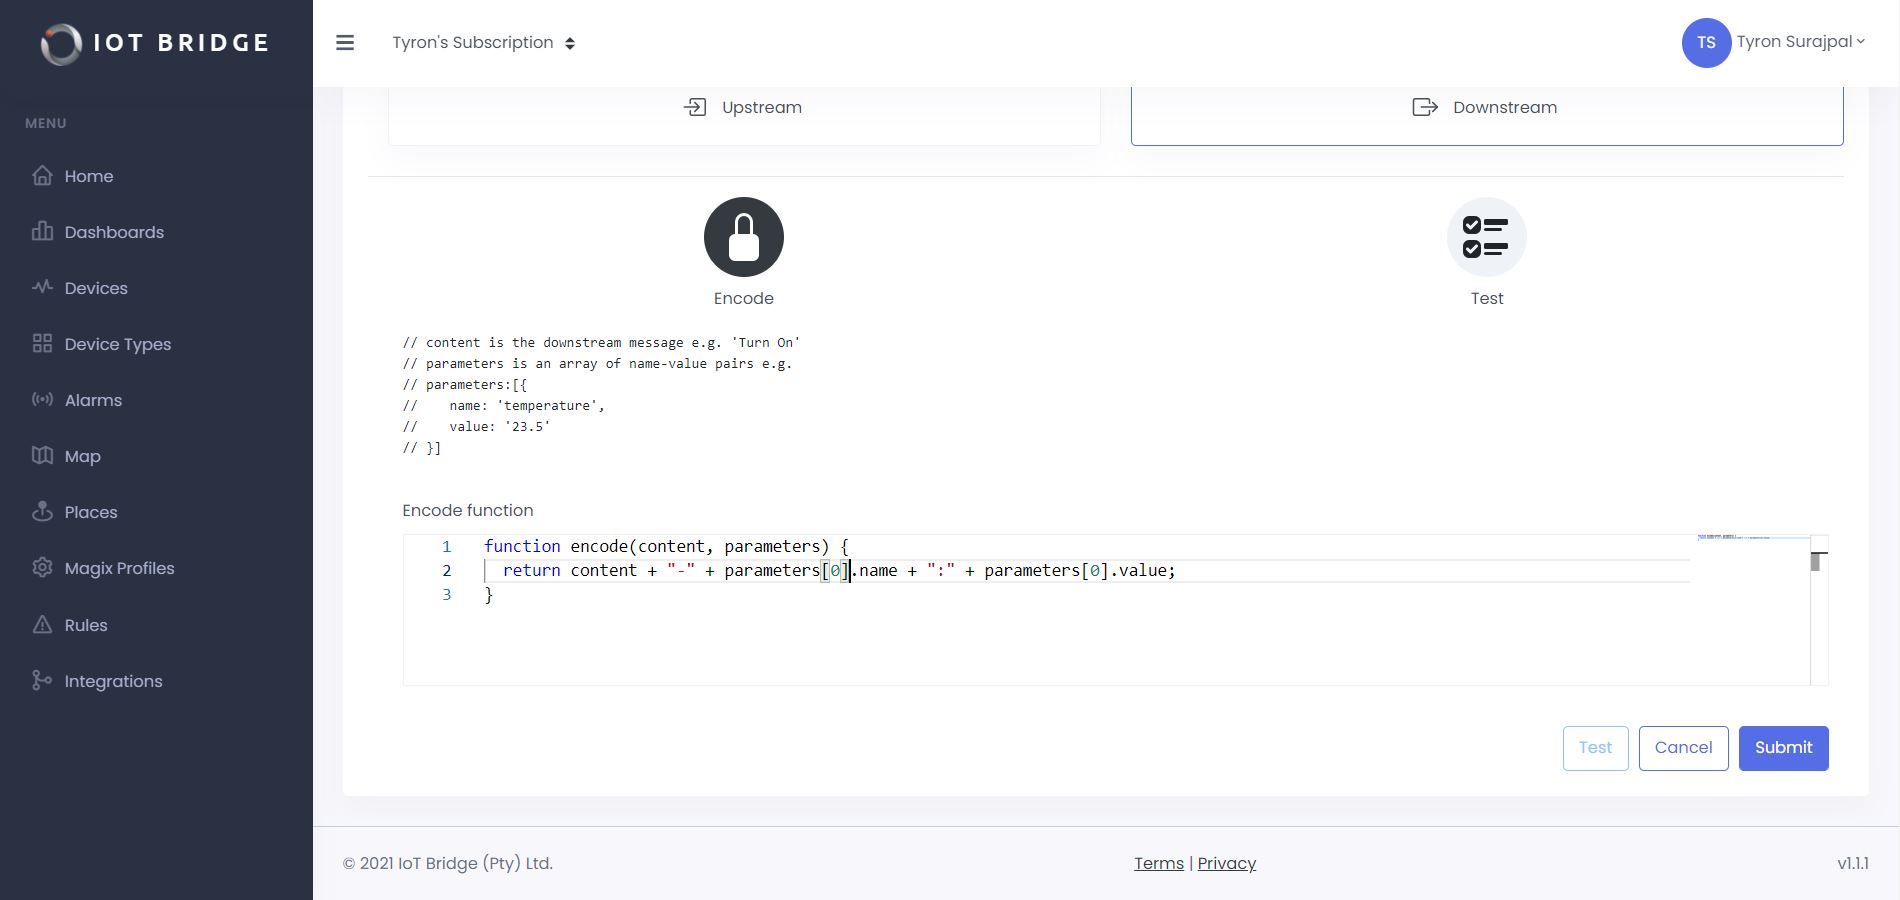 IOT BRIDGE
Tyron's Subscription
TS
Tyron Surajpal
MENU
Home
Dashboards
Devices
Device Types
Alarms
Map
Places
Magix Profiles
Rules
Integrations
Upstream
Downstream
Encode
Test
// content is the downstream message e.g. 'Turn On'
// parameters is an array of name-value pairs e.g.
// parameters:[{
//    name: 'temperature',
//    value: '23.5'
// }]
Encode function
1 function encode(content, parameters) {
2   return content + "-" + parameters[0].name + ":" + parameters[0].value;
3 }
Test
Cancel
Submit
© 2021 IoT Bridge (Pty) Ltd.
Terms | Privacy
v1.1.1